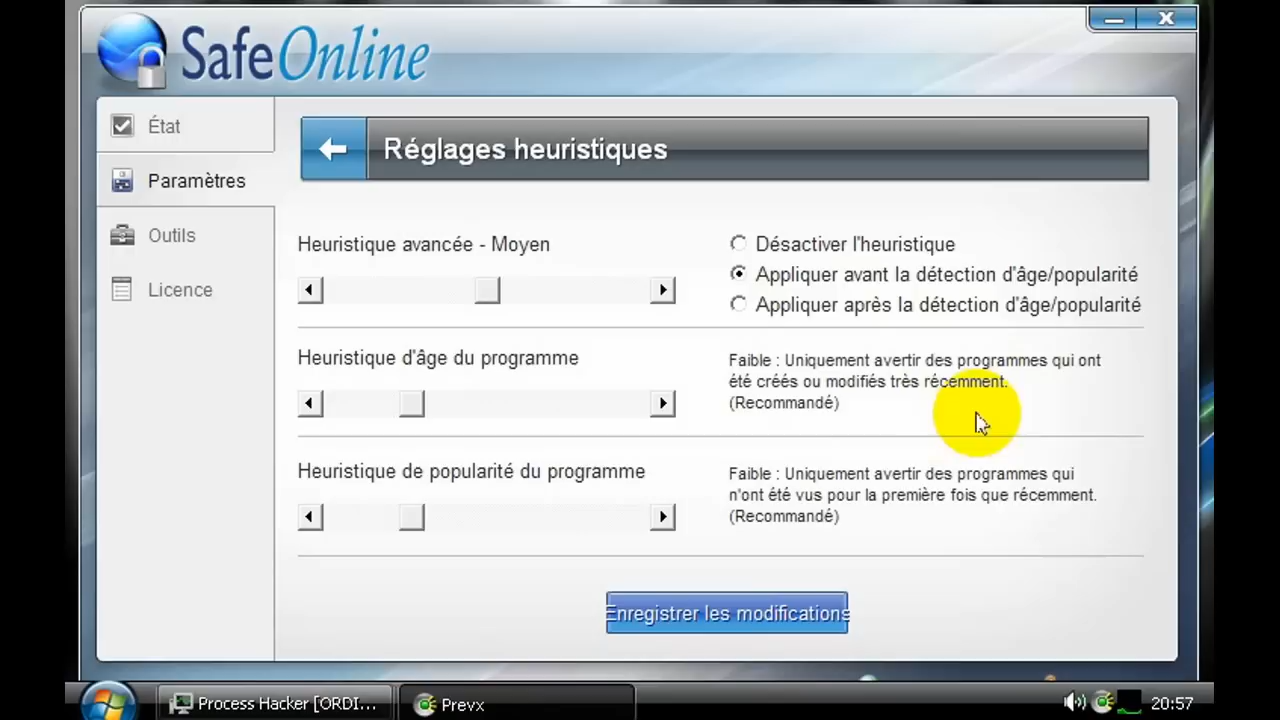 SafeOnline
État
Paramètres
Outils
Licence
Réglages heuristiques
Heuristique avancée - Moyen
Désactiver l'heuristique
Appliquer avant la détection d'âge/popularité
Appliquer après la détection d'âge/popularité
Heuristique d'âge du programme
Faible : Uniquement avertir des programmes qui ont
été créés ou modifiés très récemment.
(Recommandé)
Heuristique de popularité du programme
Faible : Uniquement avertir des programmes qui
n'ont été vus pour la première fois que récemment.
(Recommandé)
Enregistrer les modifications
Process Hacker [ORDI...
Prevx
20:57